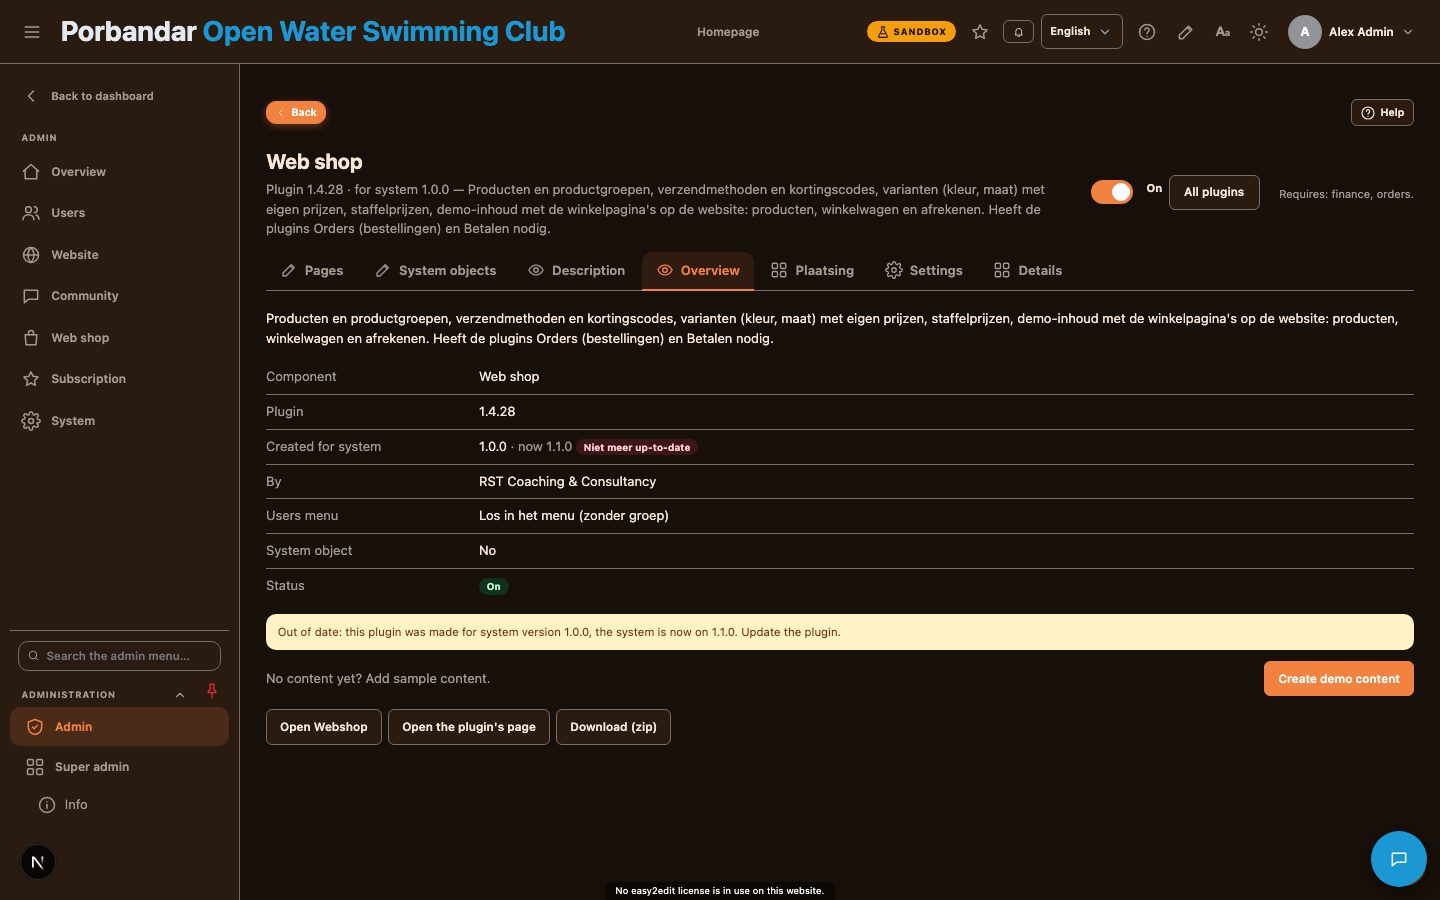 Porbandar Open Water Swimming Club
Homepage
SANDBOX
English
Aa
A
Alex Admin
Back to dashboard
ADMIN
Overview
Users
Website
Community
Web shop
Subscription
System
Search the admin menu...
ADMINISTRATION
Admin
Super admin
Info
N
Back
Help
Web shop
Plugin 1.4.28 · for system 1.0.0 — Producten en productgroepen, verzendmethoden en kortingscodes, varianten (kleur, maat) met
eigen prijzen, staffelprijzen, demo-inhoud met de winkelpagina's op de website: producten, winkelwagen en afrekenen. Heeft de
plugins Orders (bestellingen) en Betalen nodig.
On
All plugins
Requires: finance, orders.
Pages
System objects
Description
Overview
Plaatsing
Settings
Details
Producten en productgroepen, verzendmethoden en kortingscodes, varianten (kleur, maat) met eigen prijzen, staffelprijzen, demo-inhoud met de winkelpagina's op de website: producten,
winkelwagen en afrekenen. Heeft de plugins Orders (bestellingen) en Betalen nodig.
Component Web shop
Plugin 1.4.28
Created for system 1.0.0 · now 1.1.0 Niet meer up-to-date
By RST Coaching & Consultancy
Users menu Los in het menu (zonder groep)
System object No
Status On
Out of date: this plugin was made for system version 1.0.0, the system is now on 1.1.0. Update the plugin.
No content yet? Add sample content.
Create demo content
Open Webshop
Open the plugin's page
Download (zip)
No easy2edit license is in use on this website.